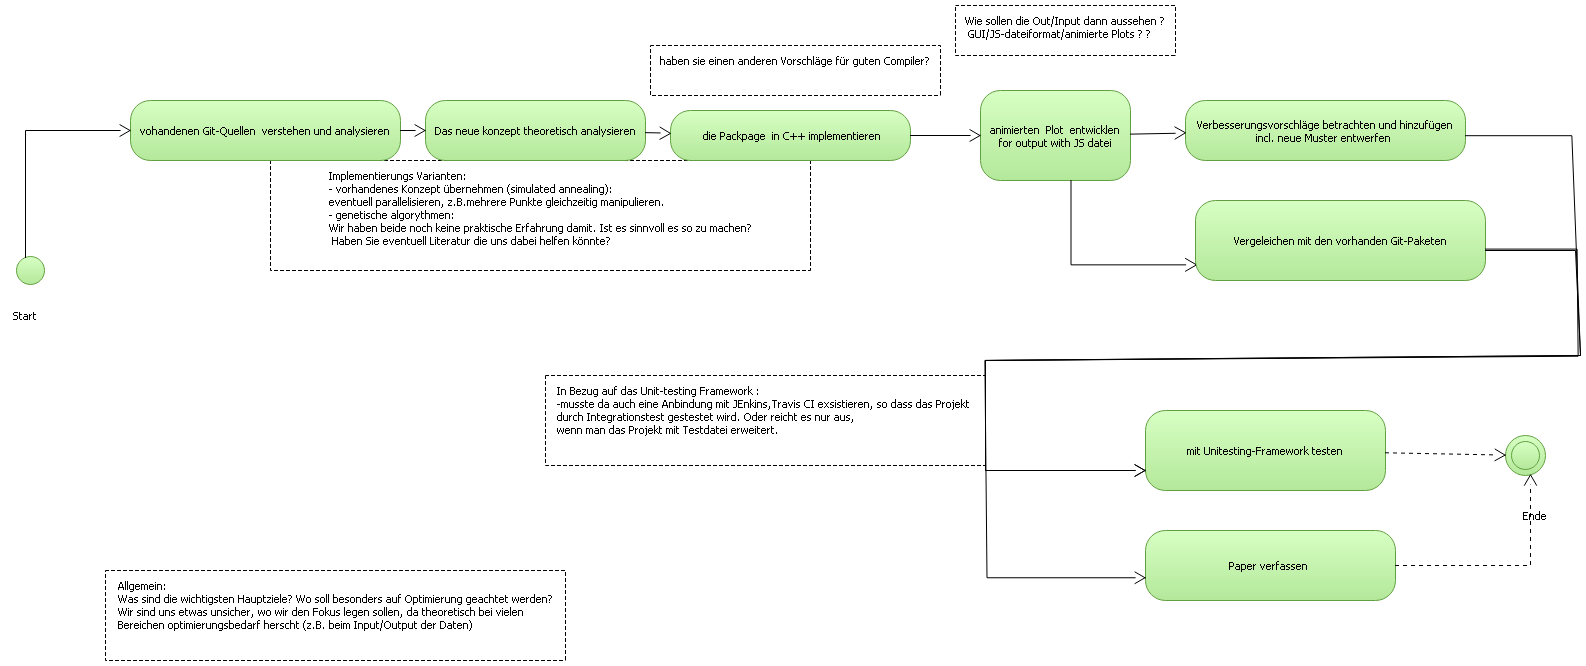 Wie sollen die Out/Input dann aussehen ?
GUI/JS-dateiformat/animierte Plots ? ?
haben sie einen anderen Vorschläge für guten Compiler?
vohandenen Git-Quellen verstehen und analysieren
Das neue konzept theoretisch analysieren
die Packpage in C++ implementieren
animierten Plot entwicklen
for output with JS datei
Verbesserungsvorschläge betrachten und hinzufügen
incl. neue Muster entwerfen
Implementierungs Varianten:
- vorhandenes Konzept übernehmen (simulated annealing):
eventuell parallelisieren, z.B.mehrere Punkte gleichzeitig manipulieren.
- genetische algorythmen:
Wir haben beide noch keine praktische Erfahrung damit. Ist es sinnvoll es so zu machen?
Haben Sie eventuell Literatur die uns dabei helfen könnte?
Vergeleichen mit den vorhanden Git-Paketen
Start
In Bezug auf das Unit-testing Framework :
-musste da auch eine Anbindung mit JEnkins,Travis CI exsistieren, so dass das Projekt
durch Integrationstest gestestet wird. Oder reicht es nur aus,
wenn man das Projekt mit Testdatei erweitert.
mit Unitesting-Framework testen
Ende
Paper verfassen
Allgemein:
Was sind die wichtigsten Hauptziele? Wo soll besonders auf Optimierung geachtet werden?
Wir sind uns etwas unsicher, wo wir den Fokus legen sollen, da theoretisch bei vielen
Bereichen optimierungsbedarf herscht (z.B. beim Input/Output der Daten)